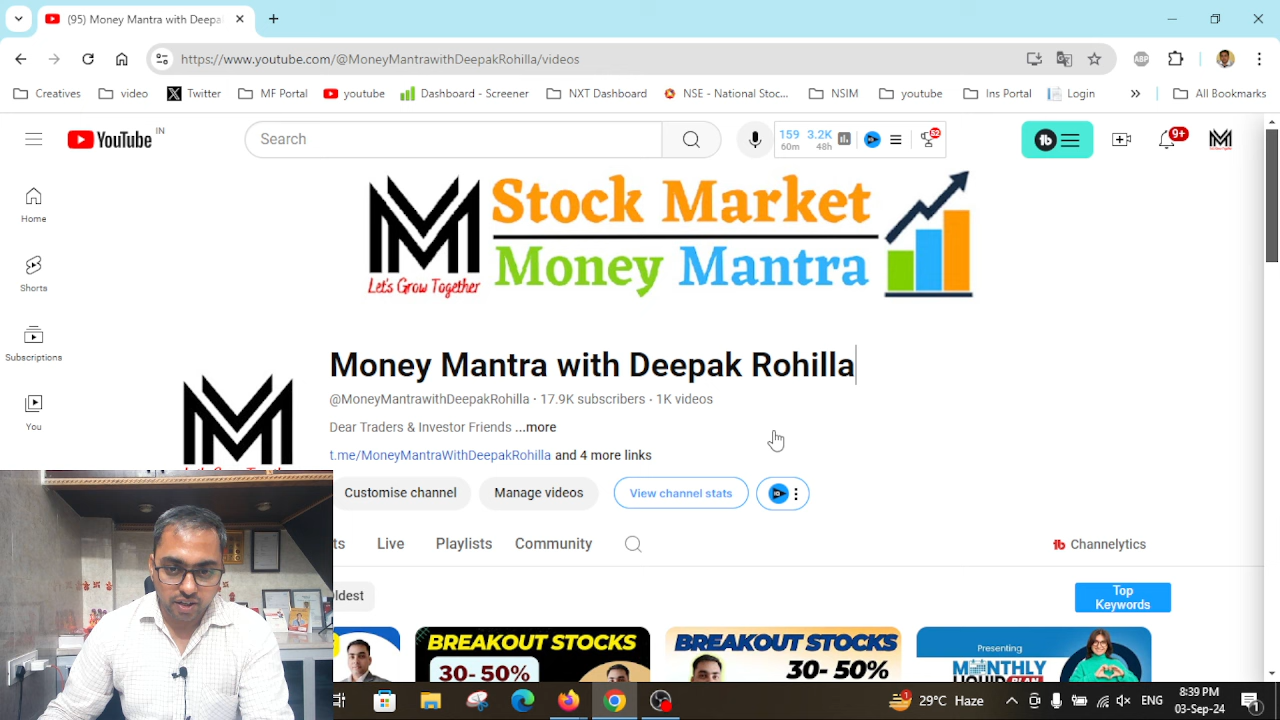 (95) Money Mantra with Deepa
https://www.youtube.com/@MoneyMantrawithDeepakRohilla/videos
Creatives
video
Twitter
MF Portal
youtube
Dashboard - Screener
NXT Dashboard
NSE - National Stoc...
NSIM
youtube
Ins Portal
Login
All Bookmarks
YouTube IN
Search
159 3.2K
60m 48h
52
9+
ABP
Home
Shorts
Subscriptions
You
Stock Market
Money Mantra
Let's Grow Together
Money Mantra with Deepak Rohilla
@MoneyMantrawithDeepakRohilla · 17.9K subscribers · 1K videos
Dear Traders & Investor Friends ...more
t.me/MoneyMantraWithDeepakRohilla and 4 more links
Customise channel
Manage videos
View channel stats
ts
Live
Playlists
Community
Channelytics
ldest
Top
Keywords
BREAKOUT STOCKS
30-50%
BREAKOUT STOCKS
30- 50%
Presenting
MONTHLY
29°C Haze
ENG
8:39 PM
03-Sep-24